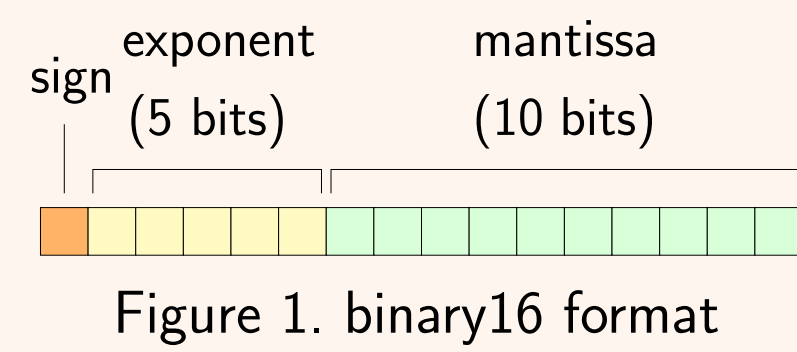 sign
exponent
(5 bits)
mantissa
(10 bits)
Figure 1. binary16 format